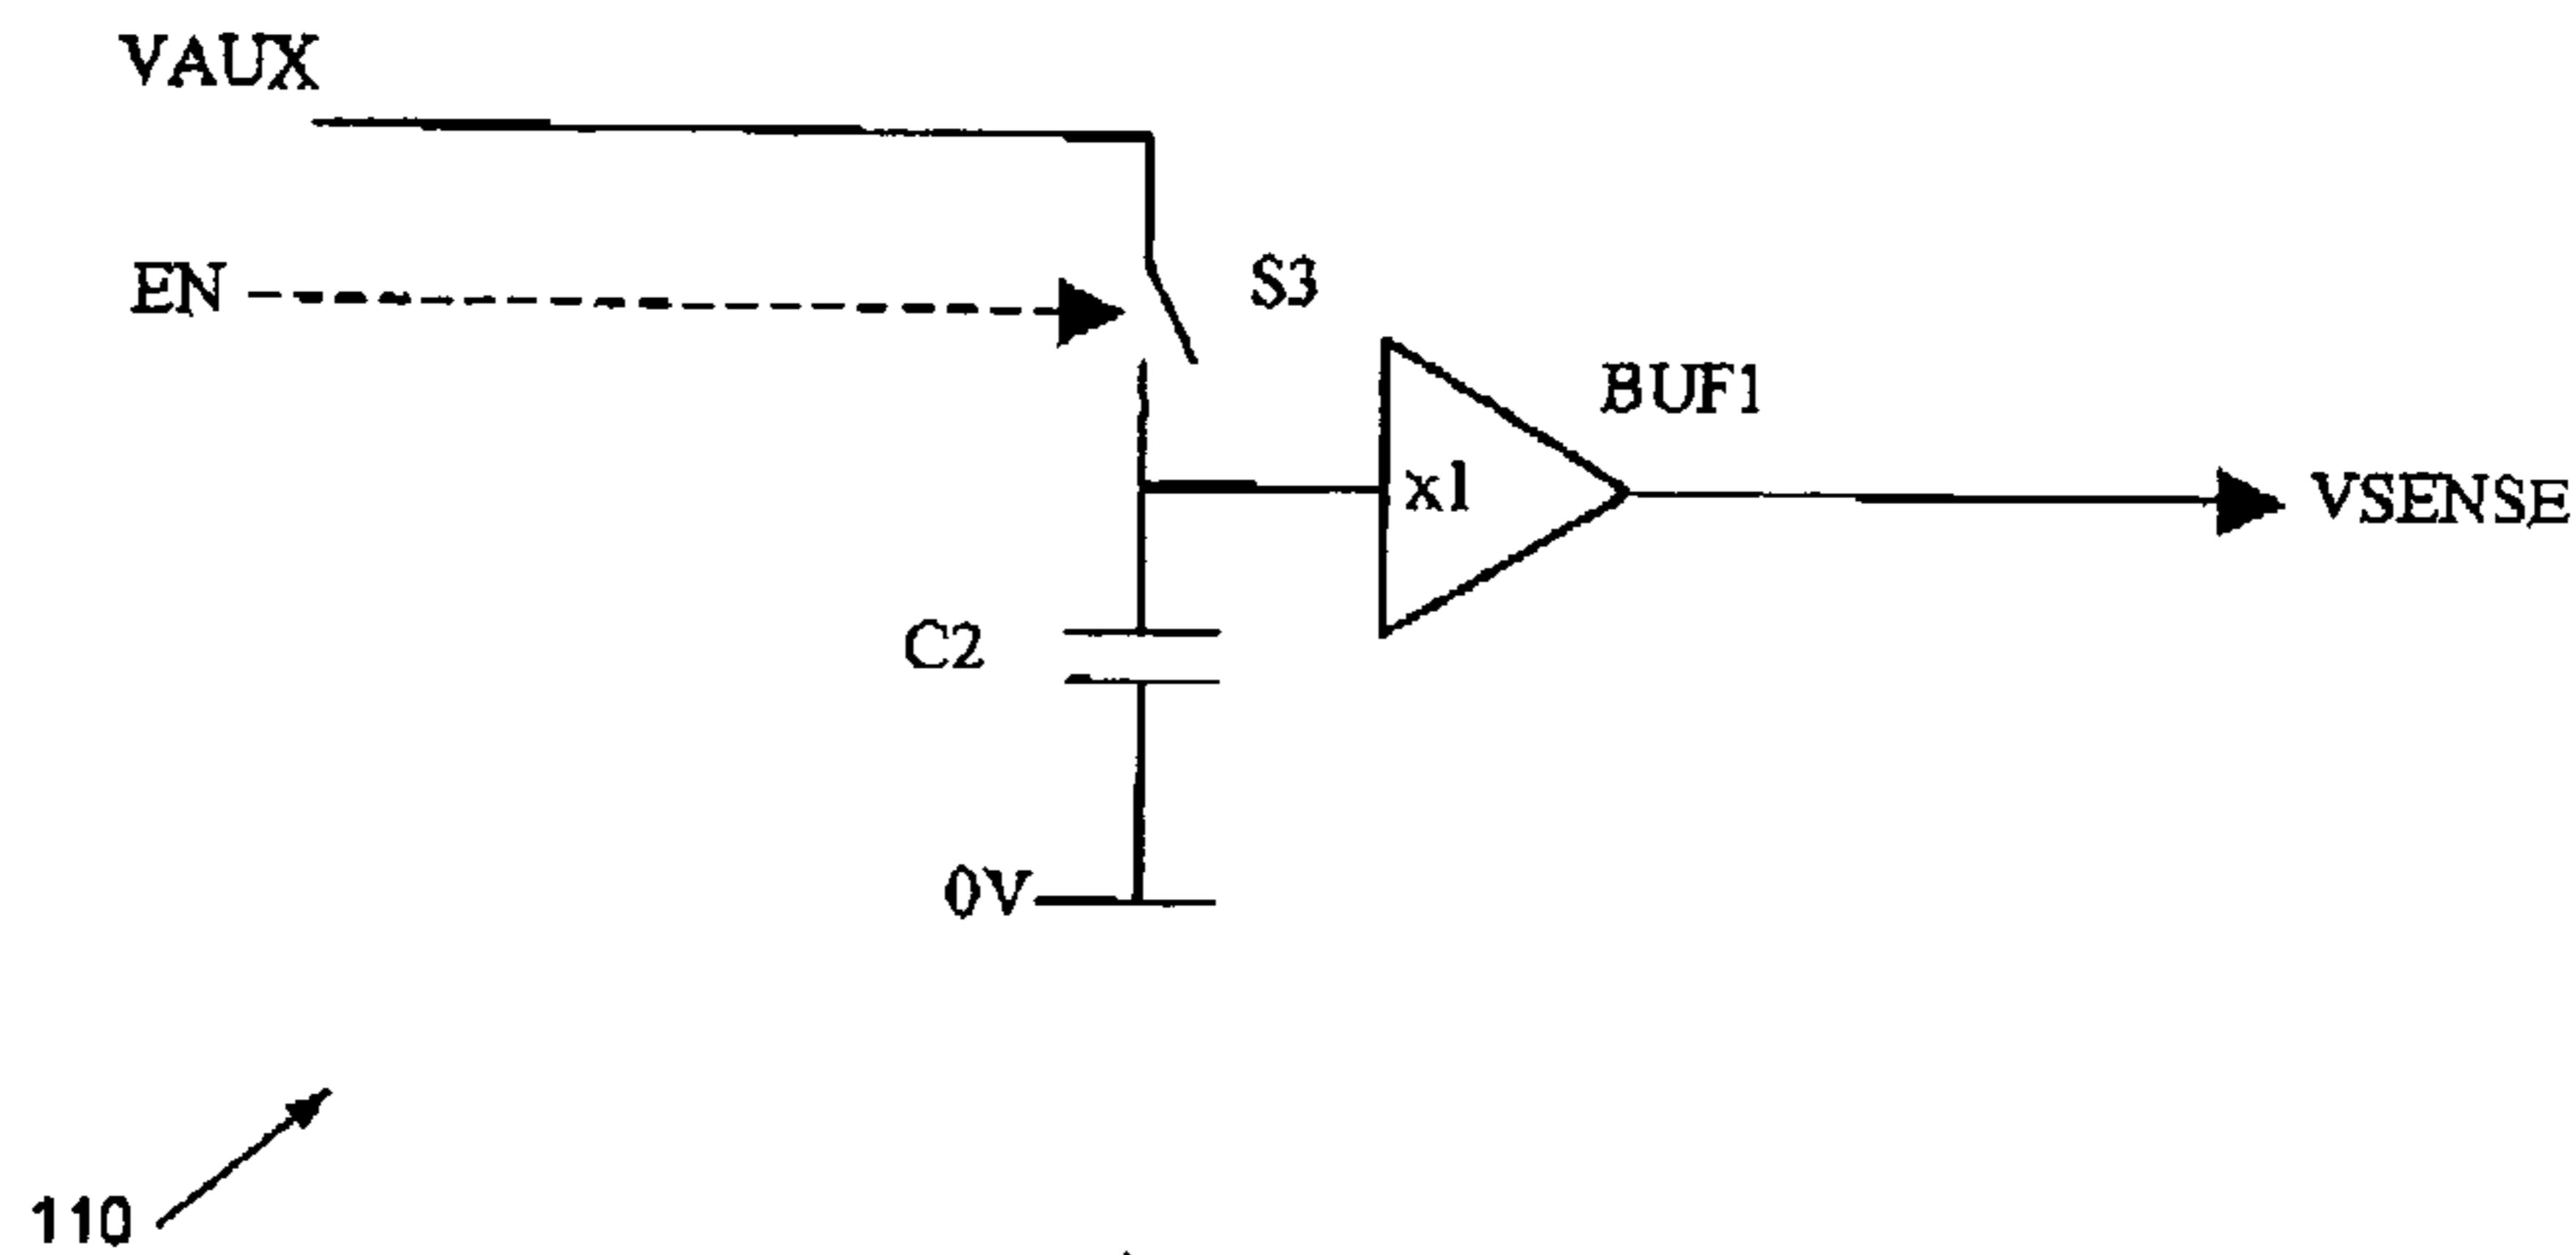 VAUX
EN
S3
BUF1
x1
VSENSE
C2
0V
110